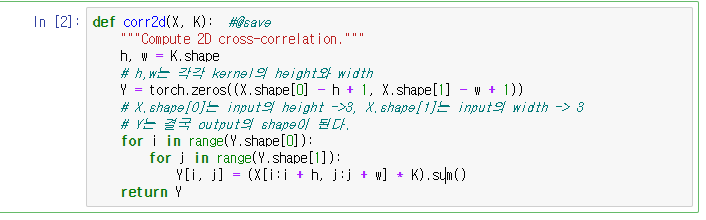 In [2]: def corr2d(X, K):  #@save
    """Compute 2D cross-correlation."""
    h, w = K.shape
    # h,w는 각각 kernel의 height와 width
    Y = torch.zeros((X.shape[0] - h + 1, X.shape[1] - w + 1))
    # X.shape[0]는 input의 height ->3, X.shape[1]는 input의 width -> 3
    # Y는 결국 output의 shape이 된다.
    for i in range(Y.shape[0]):
        for j in range(Y.shape[1]):
            Y[i, j] = (X[i:i + h, j:j + w] * K).sum()
    return Y